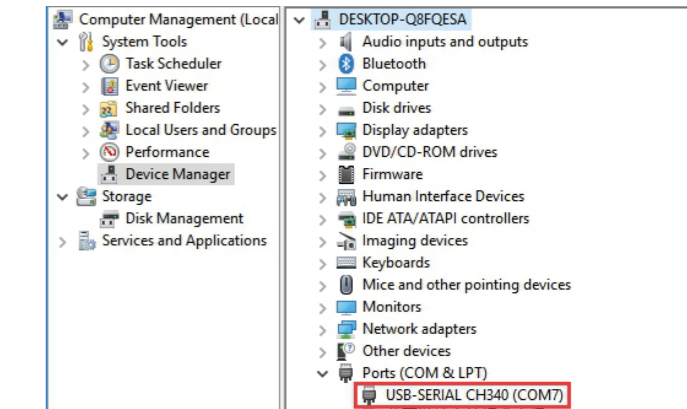 Computer Management (Local
System Tools
Task Scheduler
Event Viewer
Shared Folders
Local Users and Groups
Performance
Device Manager
Storage
Disk Management
Services and Applications
DESKTOP-Q8FQESA
Audio inputs and outputs
Bluetooth
Computer
Disk drives
Display adapters
DVD/CD-ROM drives
Firmware
Human Interface Devices
IDE ATA/ATAPI controllers
Imaging devices
Keyboards
Mice and other pointing devices
Monitors
Network adapters
Other devices
Ports (COM & LPT)
USB-SERIAL CH340 (COM7)